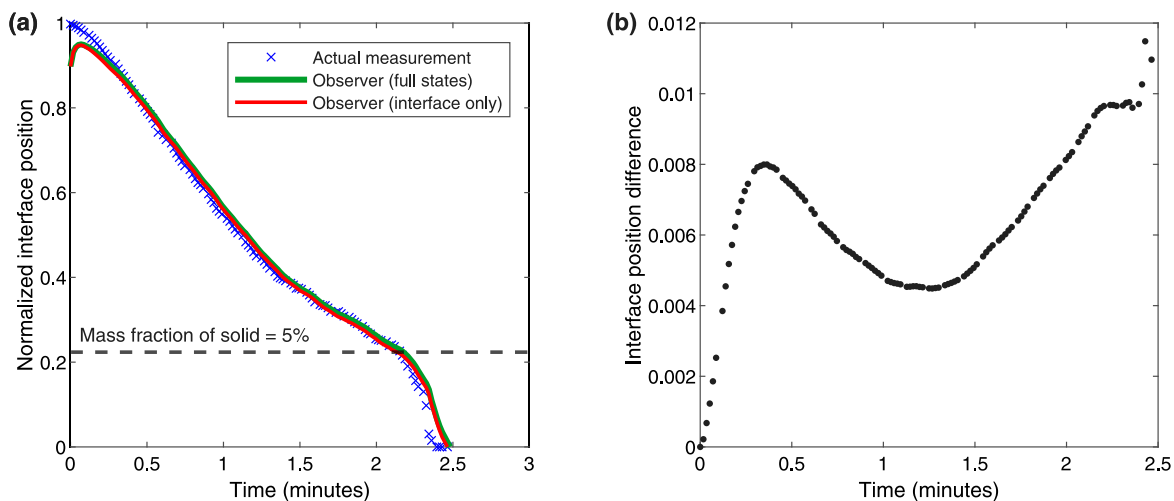 (a)
1
0.8
0.6
0.4
0.2
0
Normalized interface position
Actual measurement
Observer (full states)
Observer (interface only)
Mass fraction of solid = 5%
0
0.5
1
1.5
2
2.5
3
Time (minutes)
(b)
0.012
0.01
0.008
0.006
0.004
0.002
0
Interface position difference
0
0.5
1
1.5
2
2.5
Time (minutes)